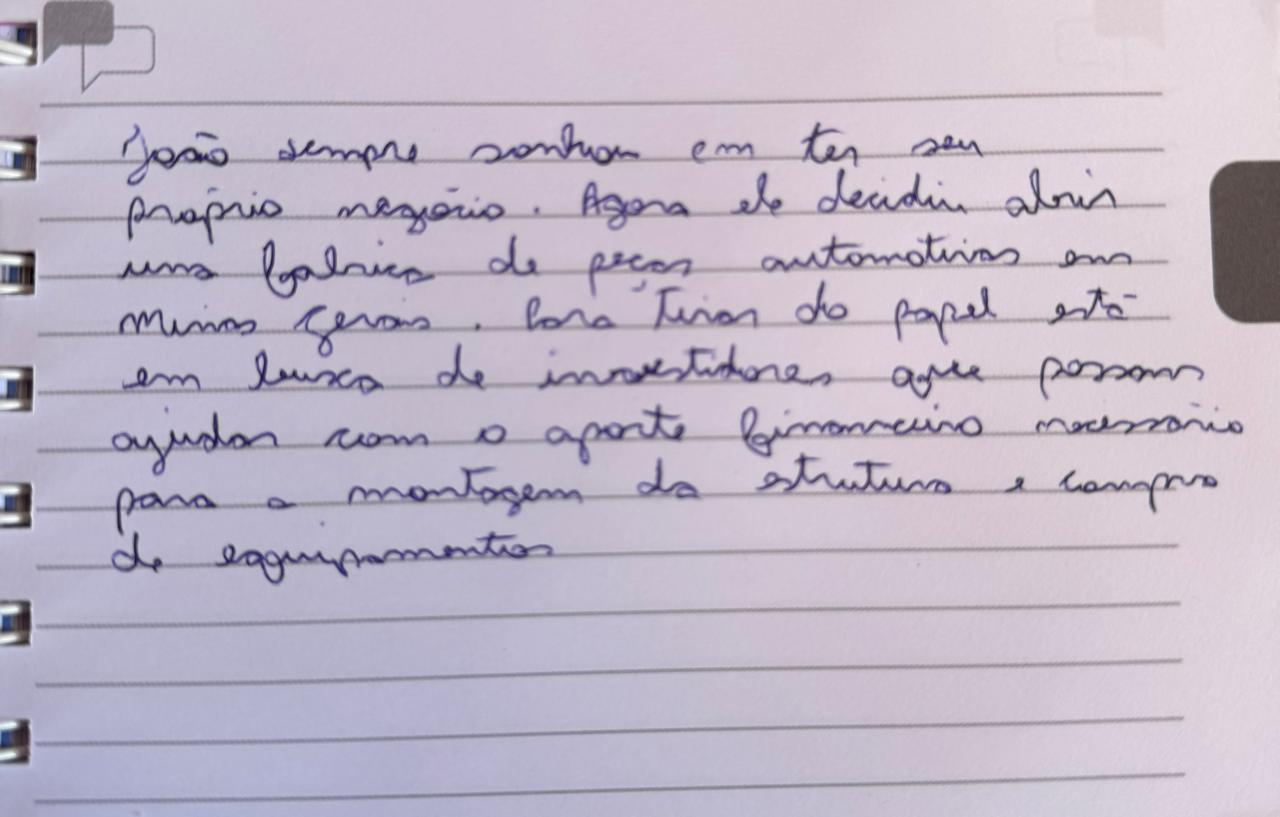 João sempre sonhou em ter seu
próprio negócio. Agora ele decidiu abrir
uma fabrica de peças automotivas em
Minas Gerais. Para tirar do papel está
em busca de investidores que possam
ajudar com o aporte financeiro necessário
para a montagem da estrutura e compra
de equipamentos